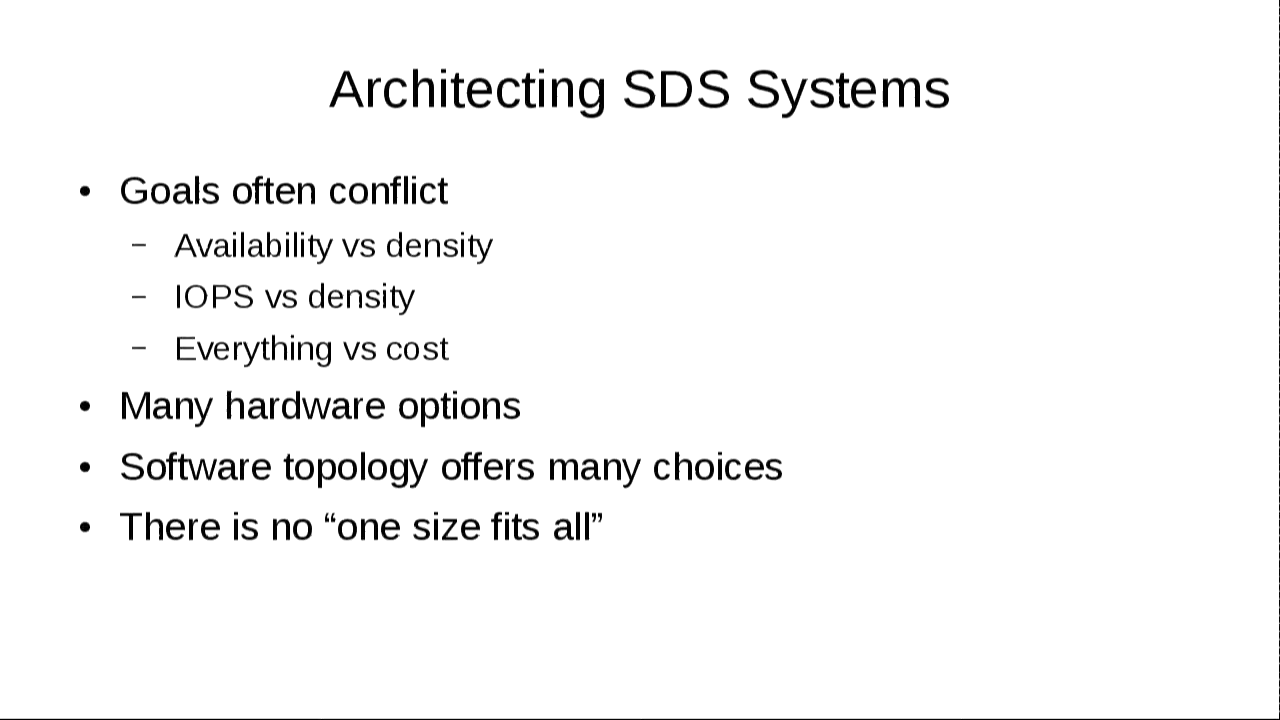 Architecting SDS Systems
• Goals often conflict
– Availability vs density
– IOPS vs density
– Everything vs cost
• Many hardware options
• Software topology offers many choices
• There is no “one size fits all”